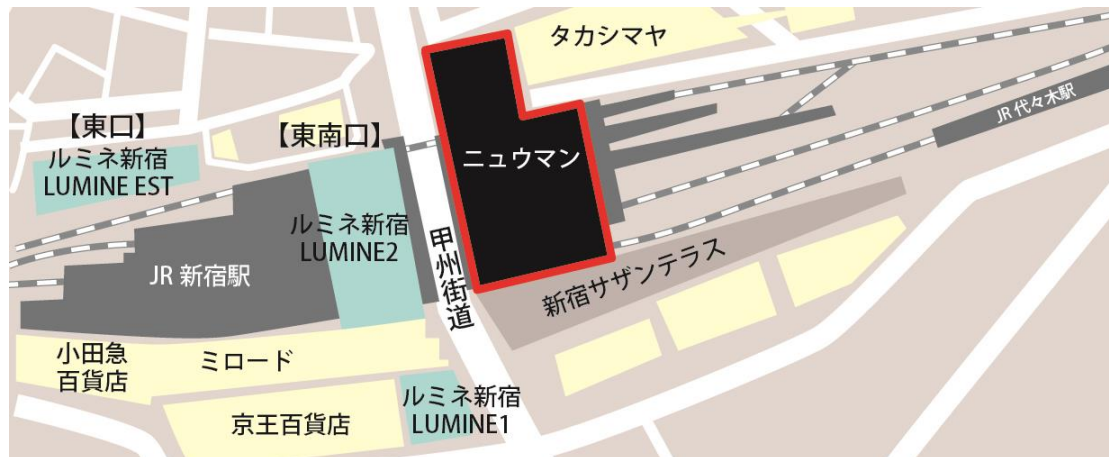 タカシマヤ
JR 代々木駅
【東口】
ルミネ新宿
LUMINE EST
【東南口】
ニュウマン
ルミネ新宿
LUMINE2
甲州街道
JR 新宿駅
新宿サザンテラス
小田急
百貨店
ミロード
ルミネ新宿
LUMINE1
京王百貨店